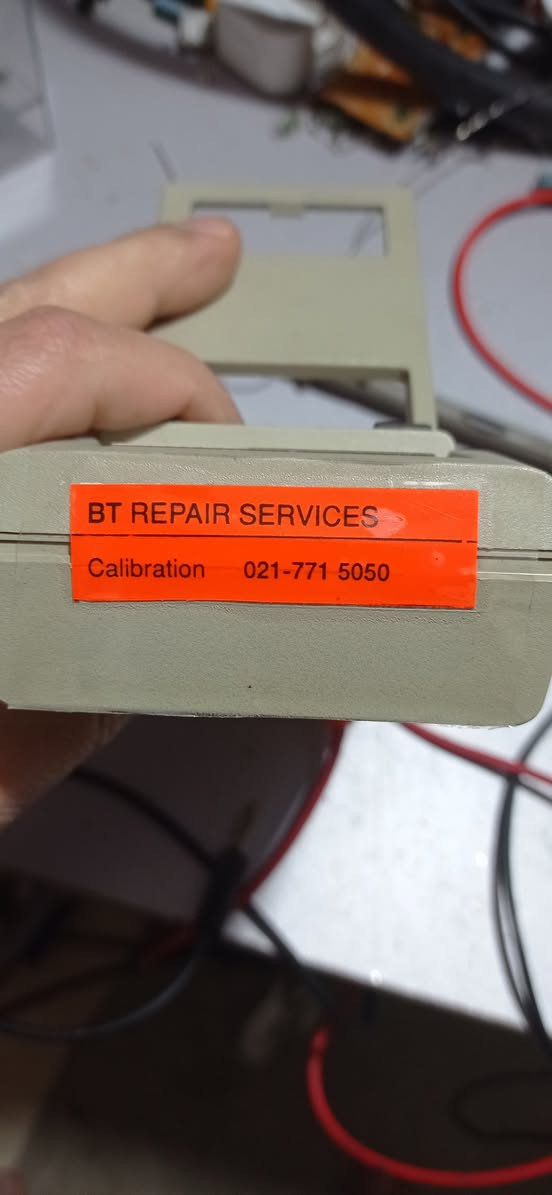 BT REPAIR SERVICES
Calibration 021-771 5050